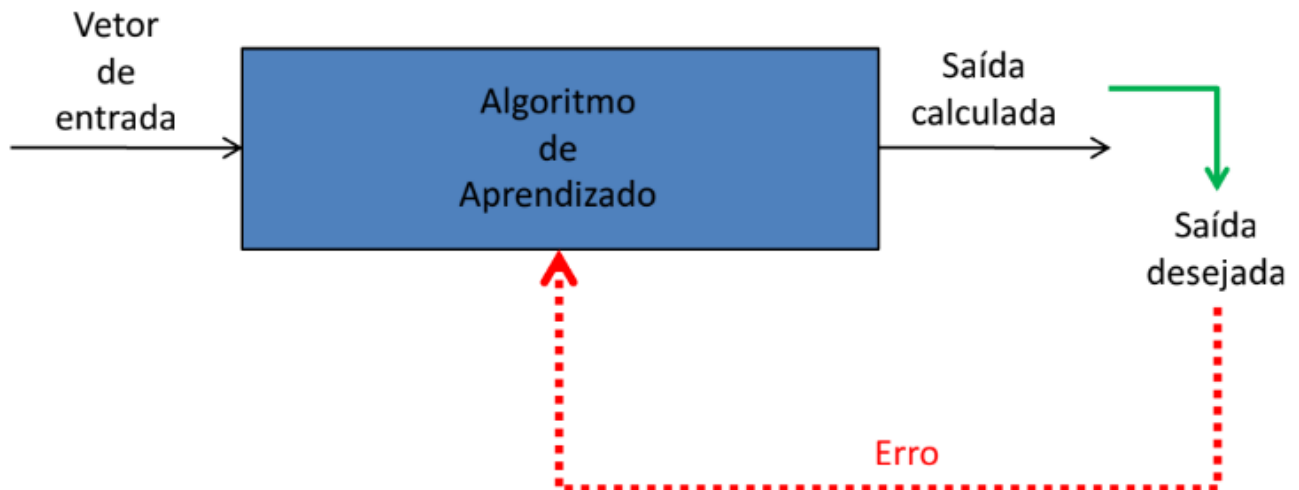 Vetor
de
entrada
Algoritmo
de
Aprendizado
Saída
calculada
Saída
desejada
Erro